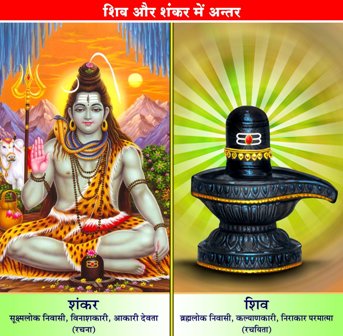 शिव और शंकर में अन्तर
शंकर
सूक्ष्मलोक निवासी, विनाशकारी, आकारी देवता
(रचना)
शिव
ब्रह्मलोक निवासी, कल्याणकारी, निराकार परमात्मा
(रचयिता)